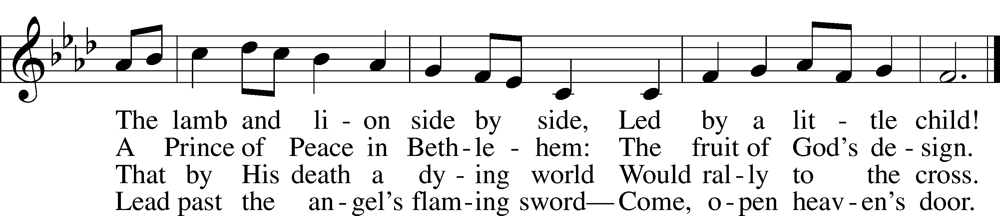 The lamb and li - on side by side, Led by a lit - tle child!
A Prince of Peace in Beth - le - hem: The fruit of God’s de - sign.
That by His death a dy - ing world Would ral - ly to the cross.
Lead past the an - gel’s flam - ing sword— Come, o - pen heav - en’s door.